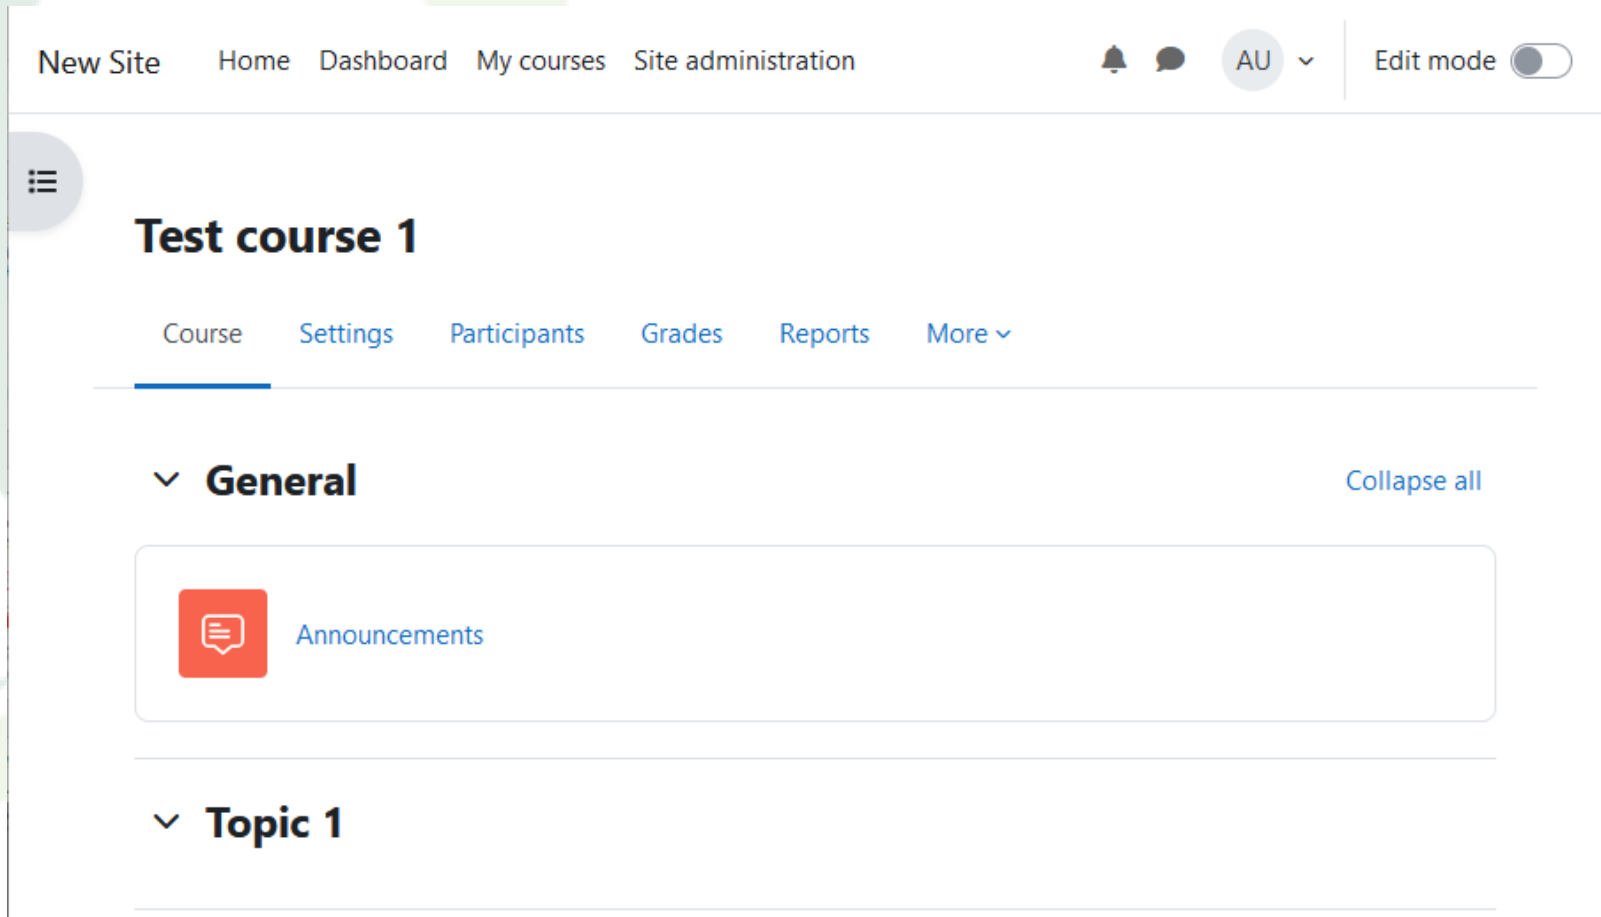 New Site Home Dashboard My courses Site administration AU Edit mode
Test course 1
Course Settings Participants Grades Reports More
General Collapse all
Announcements
Topic 1